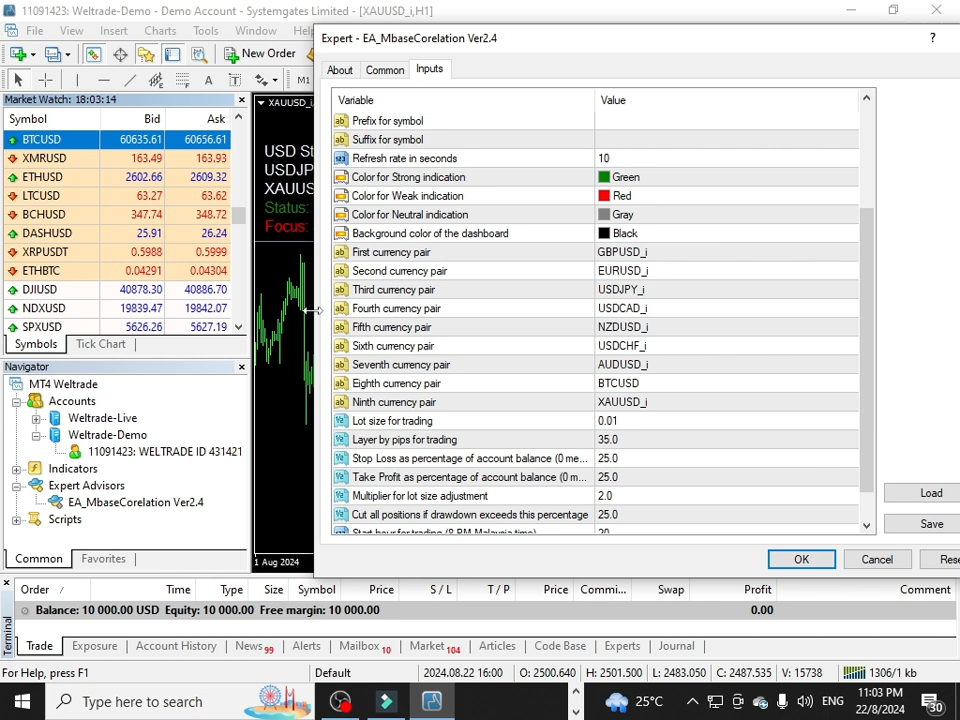 11091423: Weltrade-Demo - Demo Account - Systemgates Limited - [XAUUSD_i,H1]
File View Insert Charts Tools Window Help
New Order
A T M1
Market Watch: 18:03:14
Symbol Bid Ask
BTCUSD 60635.61 60656.61
XMRUSD 163.49 163.93
ETHUSD 2602.66 2609.32
LTCUSD 63.27 63.62
BCHUSD 347.74 348.72
DASHUSD 25.91 26.24
XRPUSDT 0.5988 0.5999
ETHBTC 0.04291 0.04304
DJIUSD 40878.30 40886.70
NDXUSD 19839.47 19842.07
SPXUSD 5626.26 5627.19
Symbols Tick Chart
Navigator
MT4 Weltrade
Accounts
Weltrade-Live
Weltrade-Demo
11091423: WELTRADE ID 431421
Indicators
Expert Advisors
EA_MbaseCorelation Ver2.4
Scripts
Common Favorites
XAUUSD_i,
USD St
USDJP
XAUUS
Status:
Focus:
1 Aug 2024
Expert - EA_MbaseCorelation Ver2.4 ?
About Common Inputs
Variable Value
Prefix for symbol
Suffix for symbol
Refresh rate in seconds 10
Color for Strong indication Green
Color for Weak indication Red
Color for Neutral indication Gray
Background color of the dashboard Black
First currency pair GBPUSD_i
Second currency pair EURUSD_i
Third currency pair USDJPY_i
Fourth currency pair USDCAD_i
Fifth currency pair NZDUSD_i
Sixth currency pair USDCHF_i
Seventh currency pair AUDUSD_i
Eighth currency pair BTCUSD
Ninth currency pair XAUUSD_i
Lot size for trading 0.01
Layer by pips for trading 35.0
Stop Loss as percentage of account balance (0 me... 25.0
Take Profit as percentage of account balance (0 m... 25.0
Multiplier for lot size adjustment 2.0
Cut all positions if drawdown exceeds this percentage 25.0
Start hour for trading (8 PM Malaysia time) 20
Load
Save
OK Cancel Rese
Order / Time Type Size Symbol Price S / L T / P Price Commi... Swap Profit Comment
Balance: 10 000.00 USD Equity: 10 000.00 Free margin: 10 000.00 0.00
Terminal
Trade Exposure Account History News 99 Alerts Mailbox 10 Market 104 Articles Code Base Experts Journal
For Help, press F1 Default 2024.08.22 16:00 O: 2500.640 H: 2501.500 L: 2483.050 C: 2487.535 V: 15738 1306/1 kb
Type here to search 25°C ENG 11:03 PM
22/8/2024 30